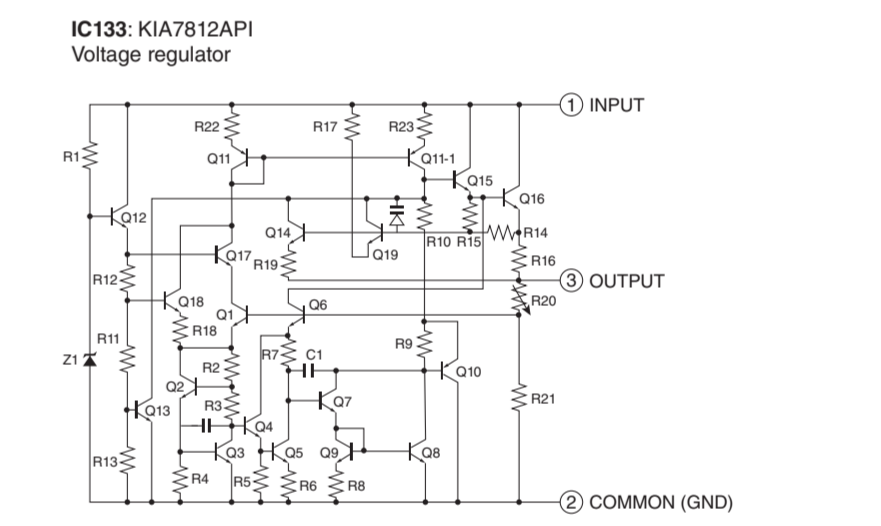 IC133: KIA7812API
Voltage regulator
1 INPUT
R22
R17
R23
R1
Q11
Q11-1
Q15
Q16
Q12
Q14
R10
R15
R14
Q17
R19
Q19
R16
R12
3 OUTPUT
Q18
Q1
Q6
R20
R18
R11
R9
Z1
R7
C1
R2
Q10
Q2
R3
Q7
R21
Q13
Q4
Q3
Q5
Q9
Q8
R13
R4
R5
R6
R8
2 COMMON (GND)